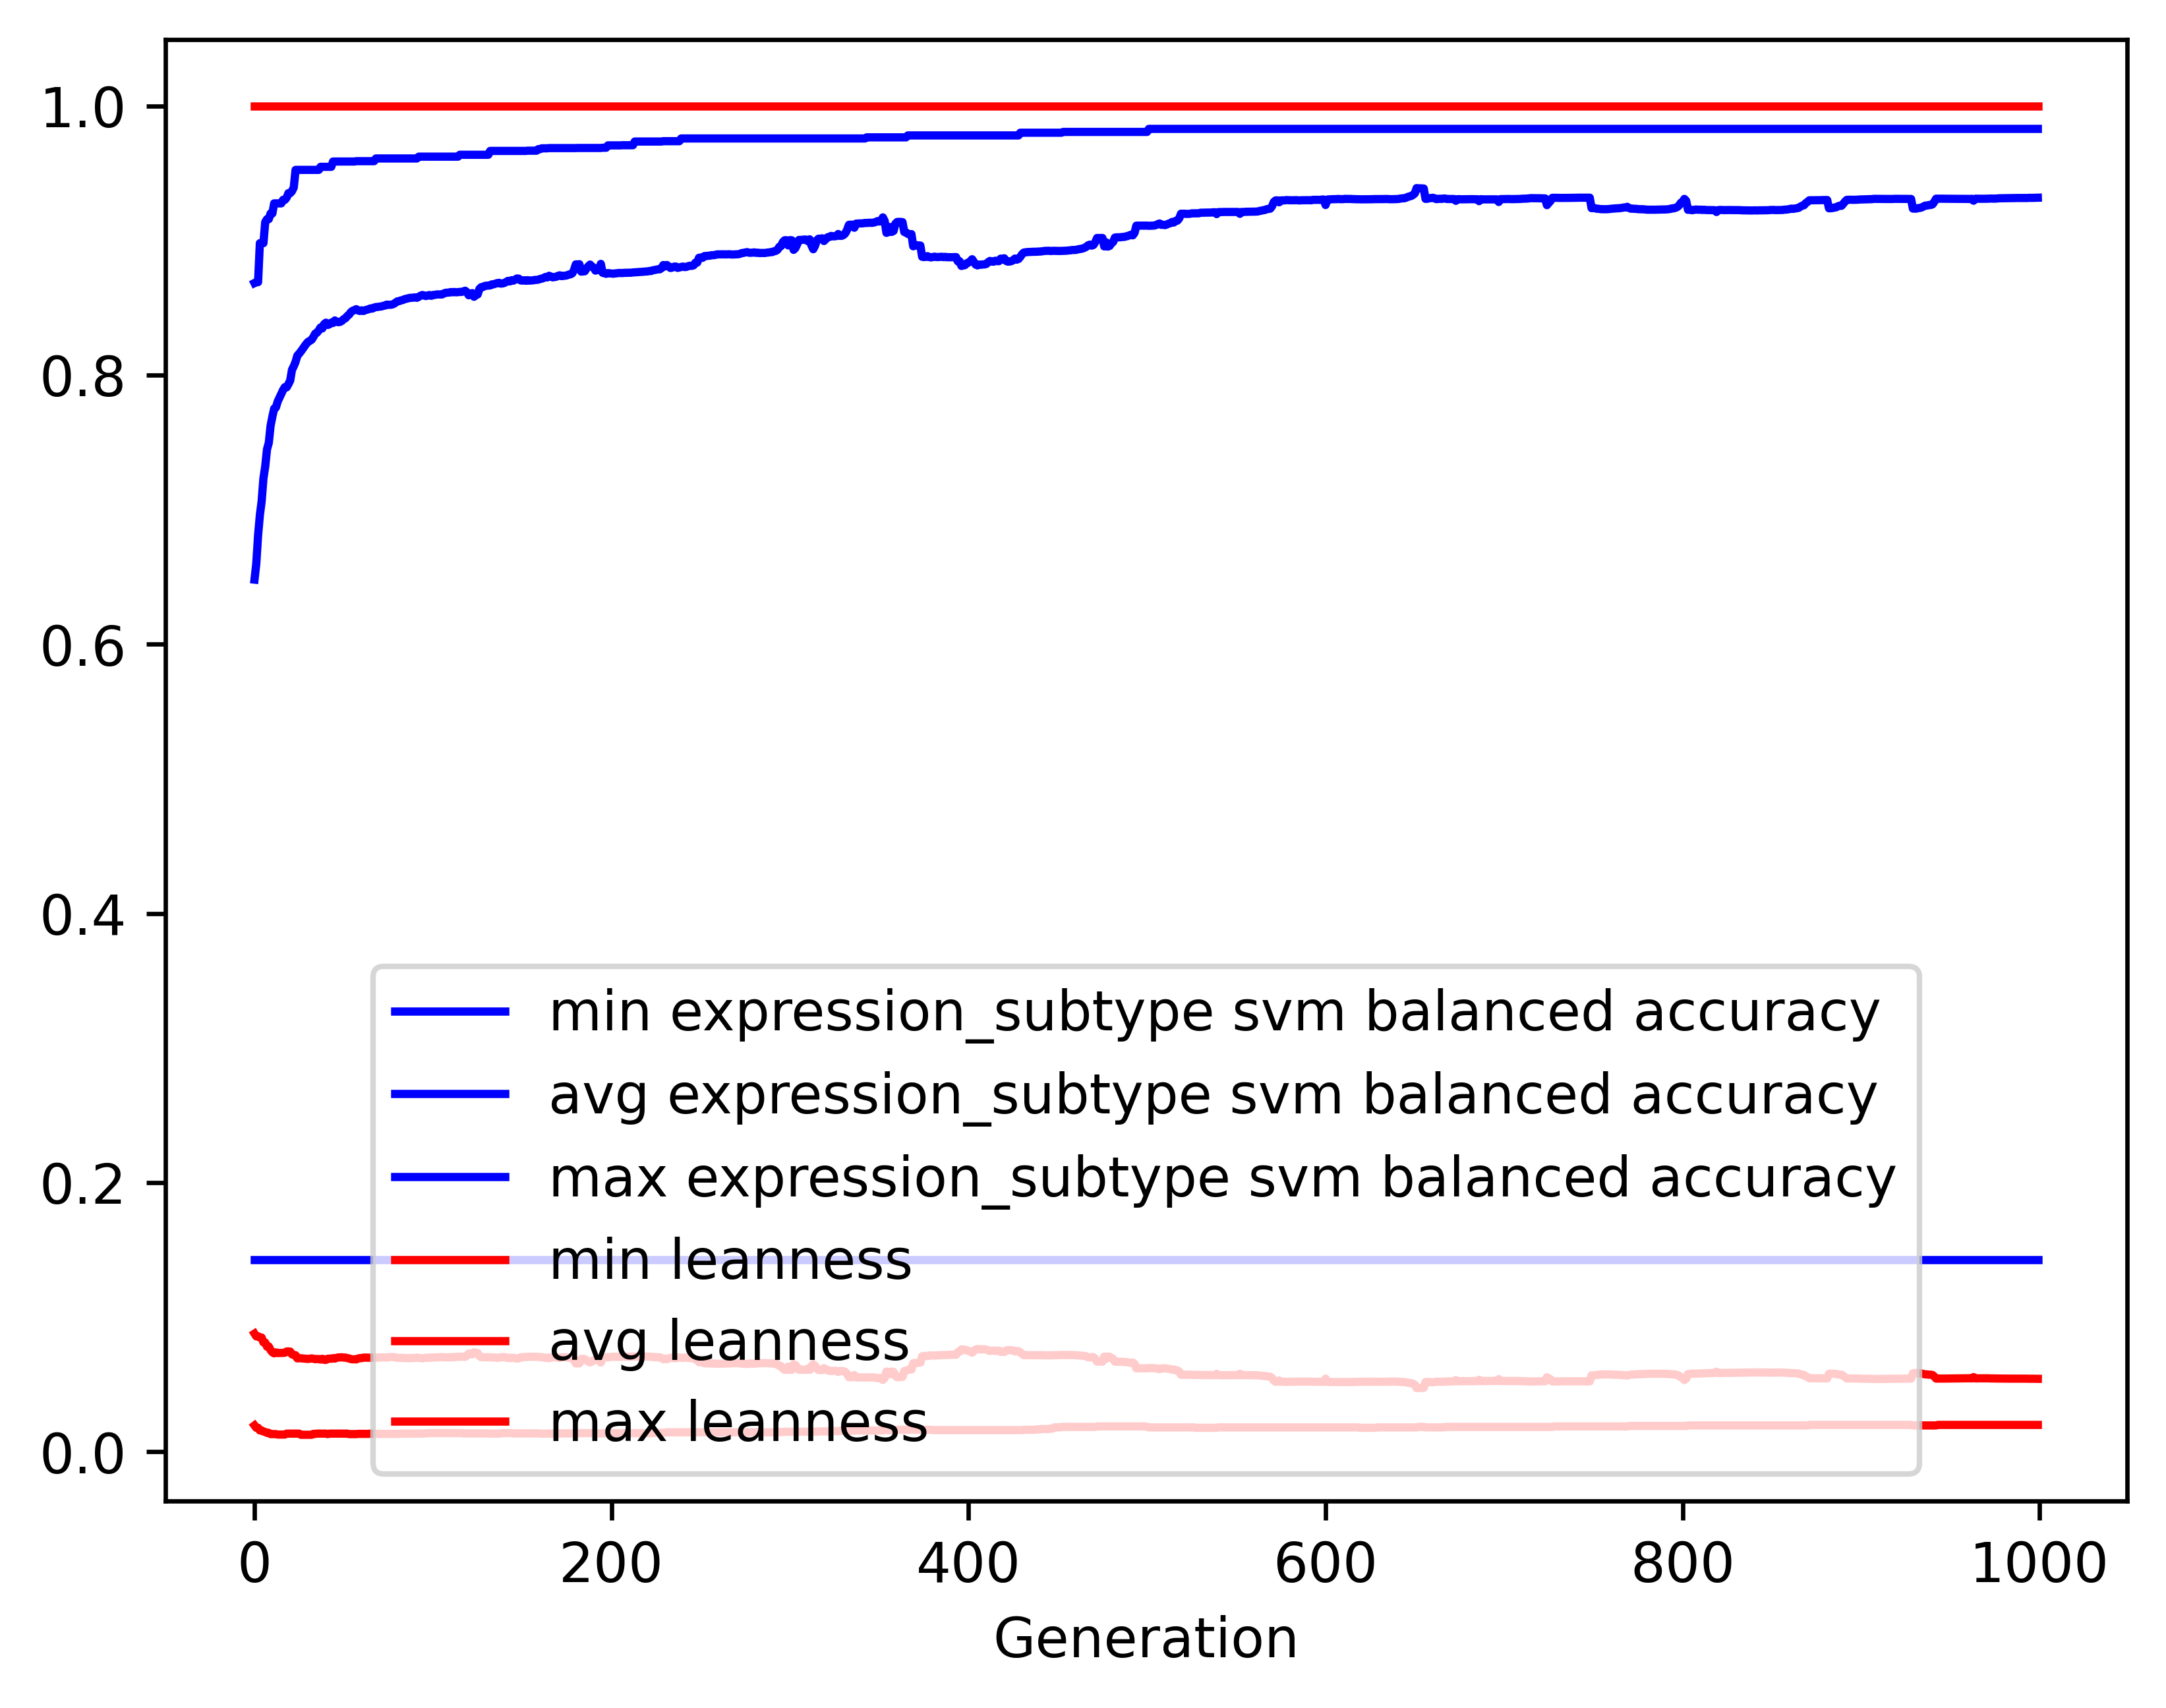 1.0
0.8
0.6
0.4
0.2
0.0
min expression_subtype svm balanced accuracy
avg expression_subtype svm balanced accuracy
max expression_subtype svm balanced accuracy
min leanness
avg leanness
max leanness
0 200 400 600 800 1000
Generation